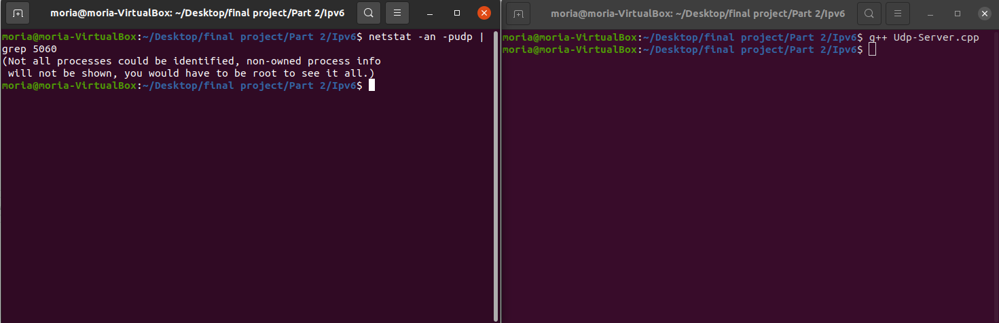 moria@moria-VirtualBox: ~/Desktop/final project/Part 2/Ipv6
moria@moria-VirtualBox:~/Desktop/final project/Part 2/Ipv6$ netstat -an -pudp |
grep 5060
(Not all processes could be identified, non-owned process info
 will not be shown, you would have to be root to see it all.)
moria@moria-VirtualBox:~/Desktop/final project/Part 2/Ipv6$
moria@moria-VirtualBox: ~/Desktop/final project/Part 2/Ipv6
moria@moria-VirtualBox:~/Desktop/final project/Part 2/Ipv6$ g++ Udp-Server.cpp
moria@moria-VirtualBox:~/Desktop/final project/Part 2/Ipv6$